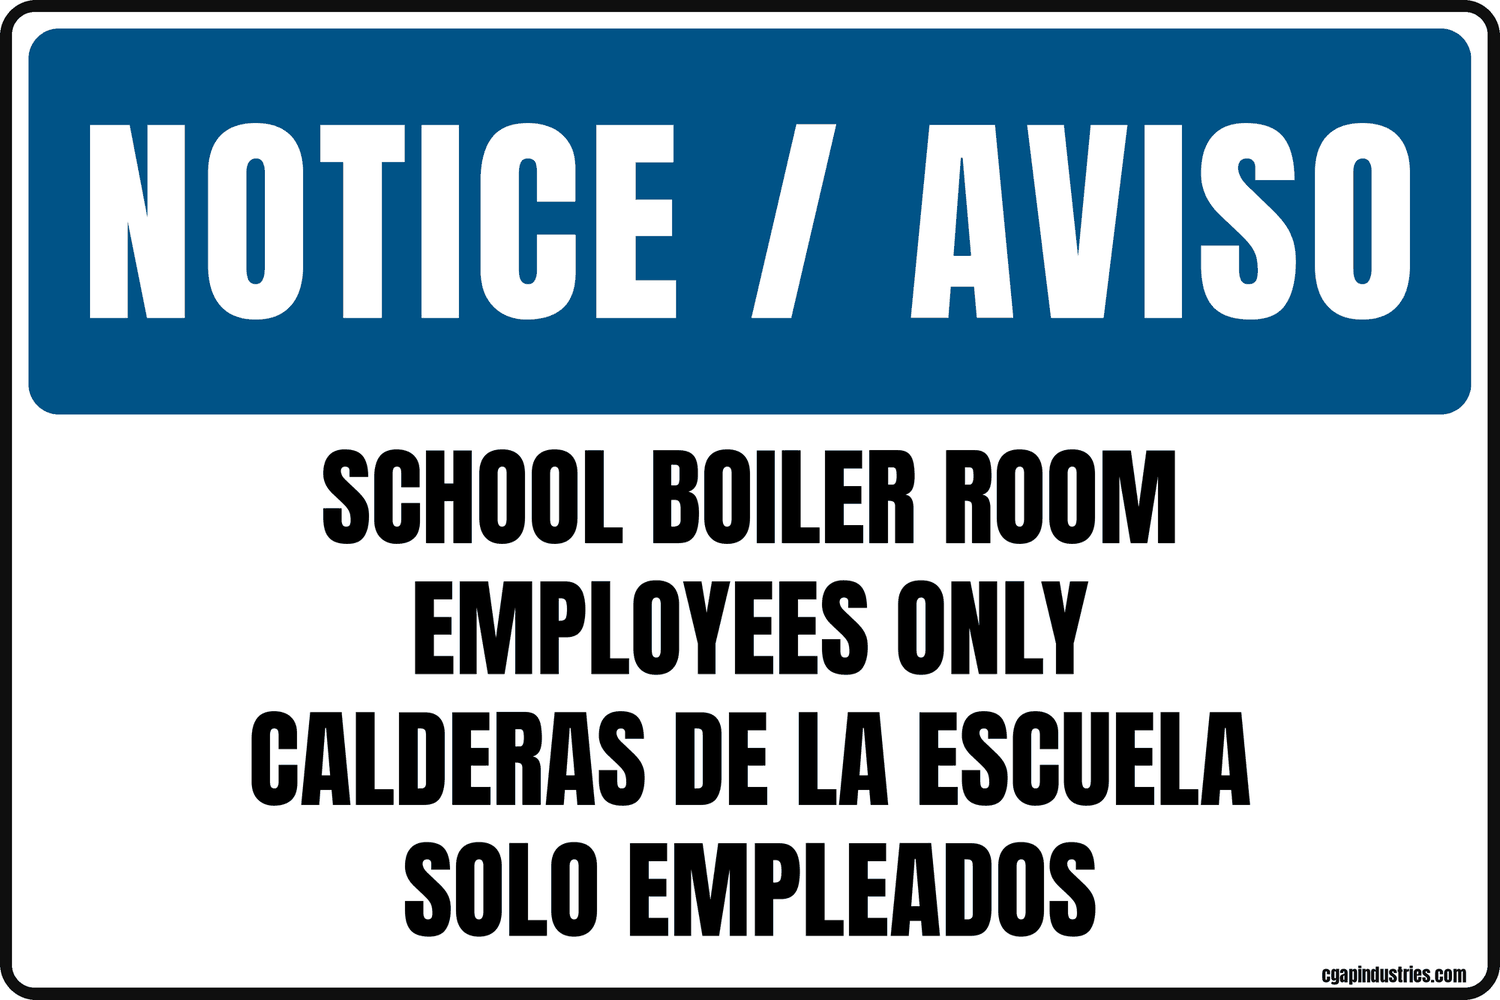 NOTICE / AVISO
SCHOOL BOILER ROOM
EMPLOYEES ONLY
CALDERAS DE LA ESCUELA
SOLO EMPLEADOS
cgapindustries.com